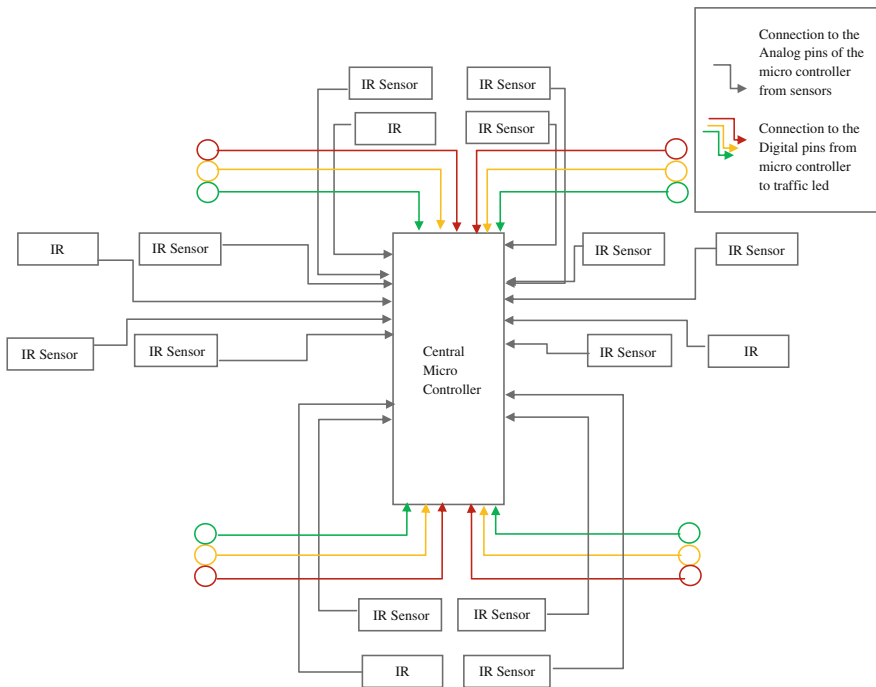 Connection to the
Analog pins of the
micro controller
from sensors
Connection to the
Digital pins from
micro controller
to traffic led
IR Sensor
IR Sensor
IR
IR Sensor
IR
IR Sensor
IR Sensor
IR Sensor
IR Sensor
IR Sensor
IR Sensor
IR
Central
Micro
Controller
IR Sensor
IR Sensor
IR
IR Sensor